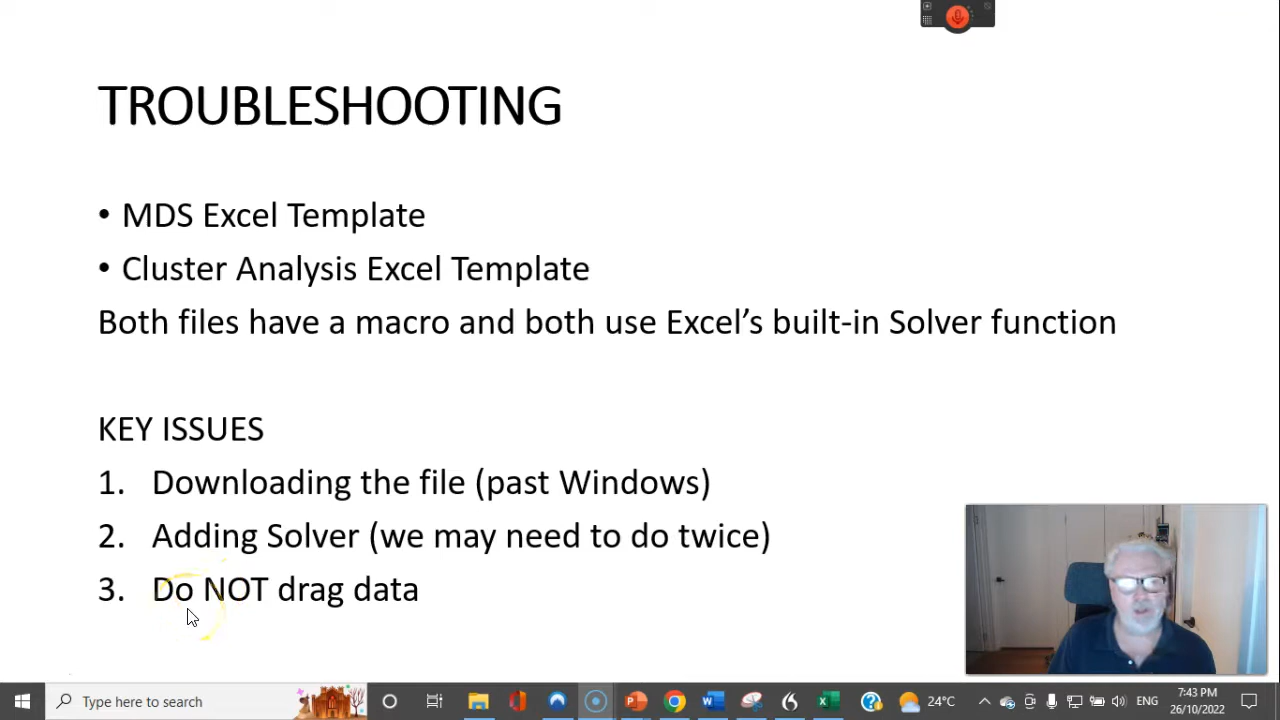 TROUBLESHOOTING
• MDS Excel Template
• Cluster Analysis Excel Template
Both files have a macro and both use Excel’s built-in Solver function
KEY ISSUES
1. Downloading the file (past Windows)
2. Adding Solver (we may need to do twice)
3. Do NOT drag data
Type here to search
24°C
ENG
7:43 PM
26/10/2022